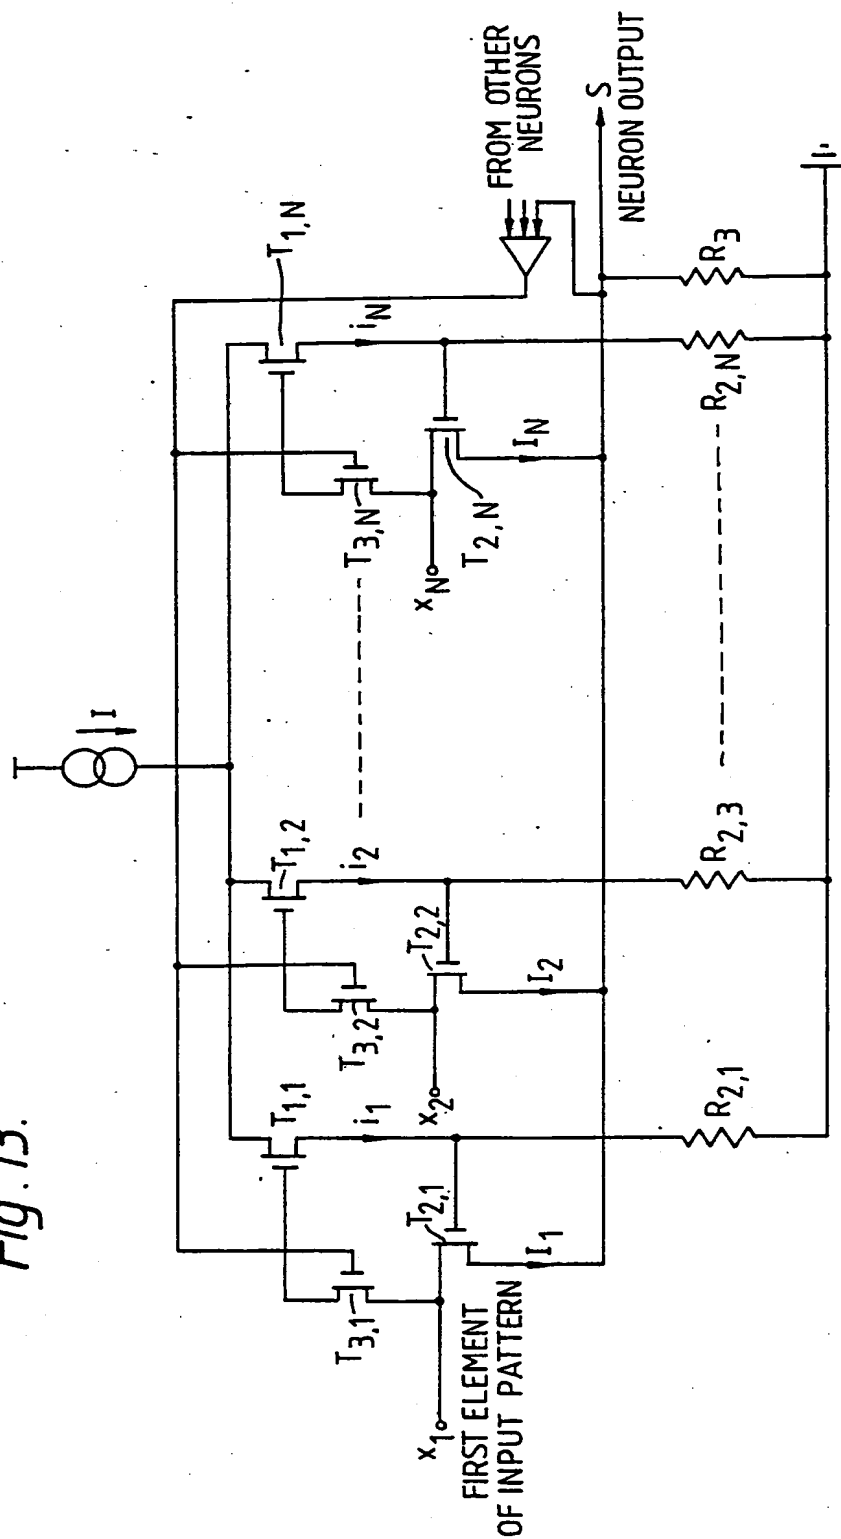 Fig. 13.
I
T1,1
T1,2
T1,N
i1
i2
iN
T3,1
T3,2
T3,N
T2,1
T2,2
T2,N
x1
x2
xN
FIRST ELEMENT
OF INPUT PATTERN
I1
I2
IN
FROM OTHER
NEURONS
S
NEURON OUTPUT
R2,1
R2,3
R2,N
R3